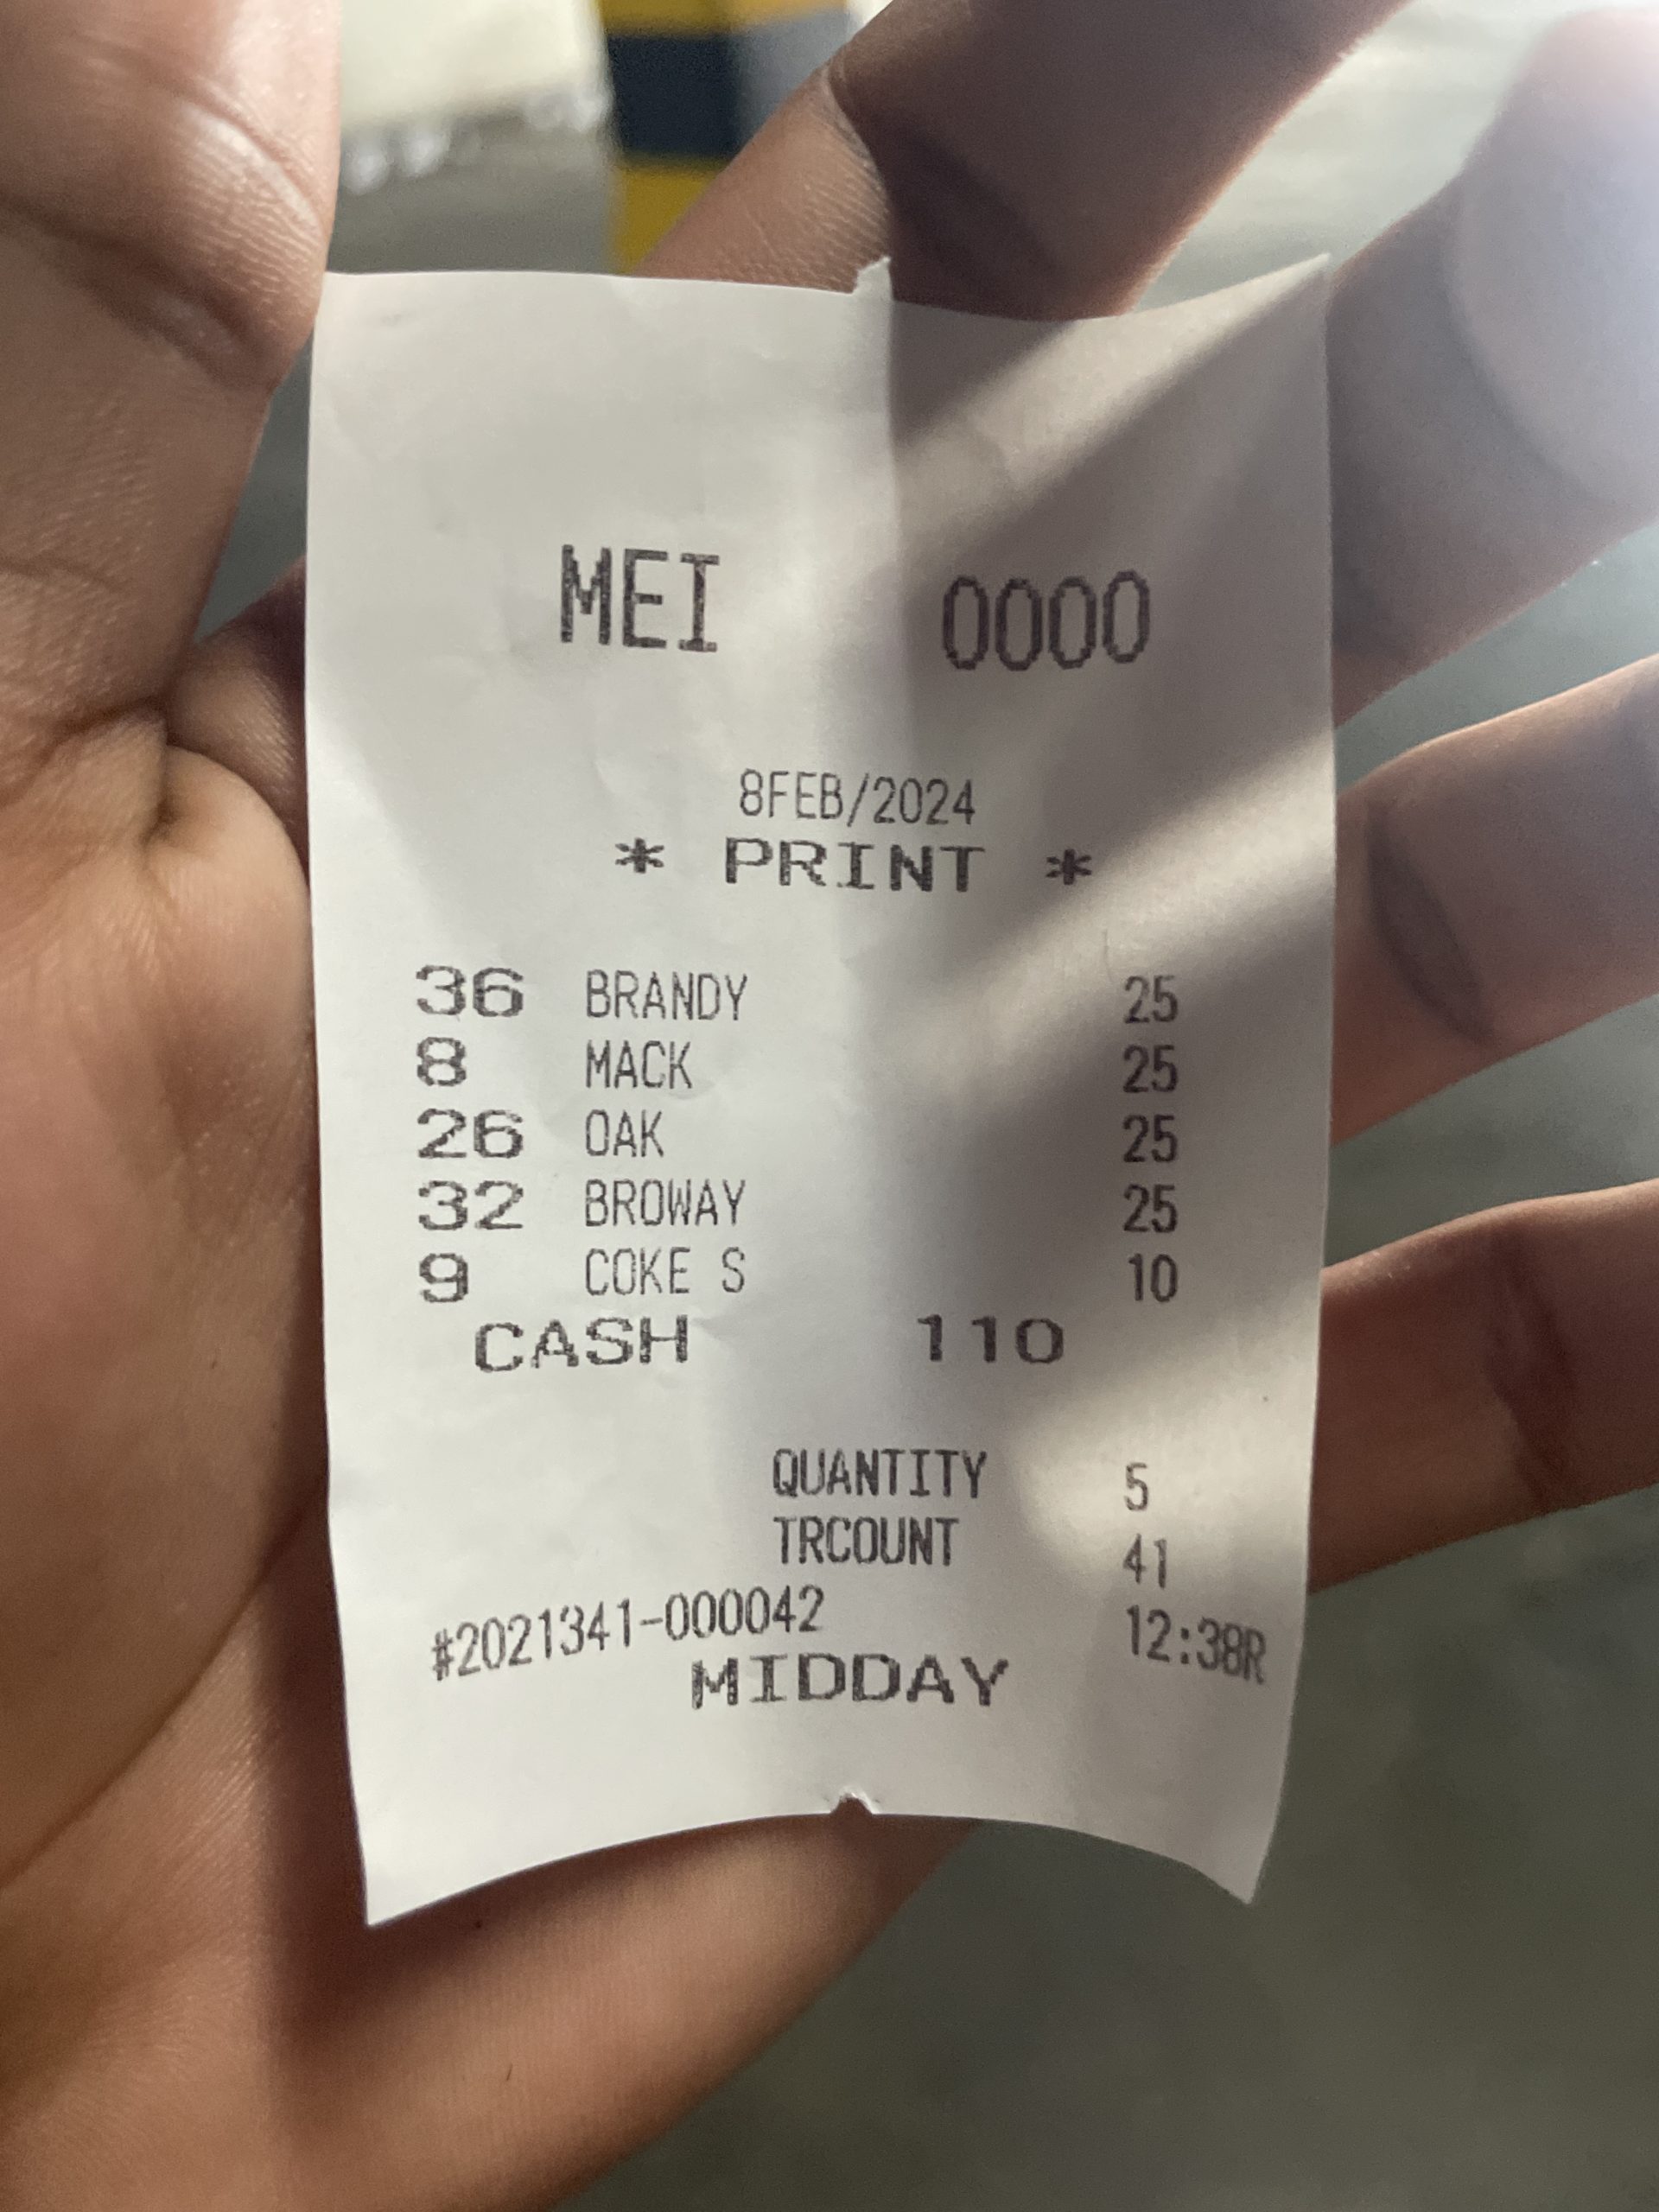 MEI 0000
8FEB/2024
* PRINT *
36 BRANDY 25
8 MACK 25
26 OAK 25
32 BROWAY 25
9 COKE S 10
CASH 110
QUANTITY 5
TRCOUNT 41
#2021341-000042 12:38R
MIDDAY